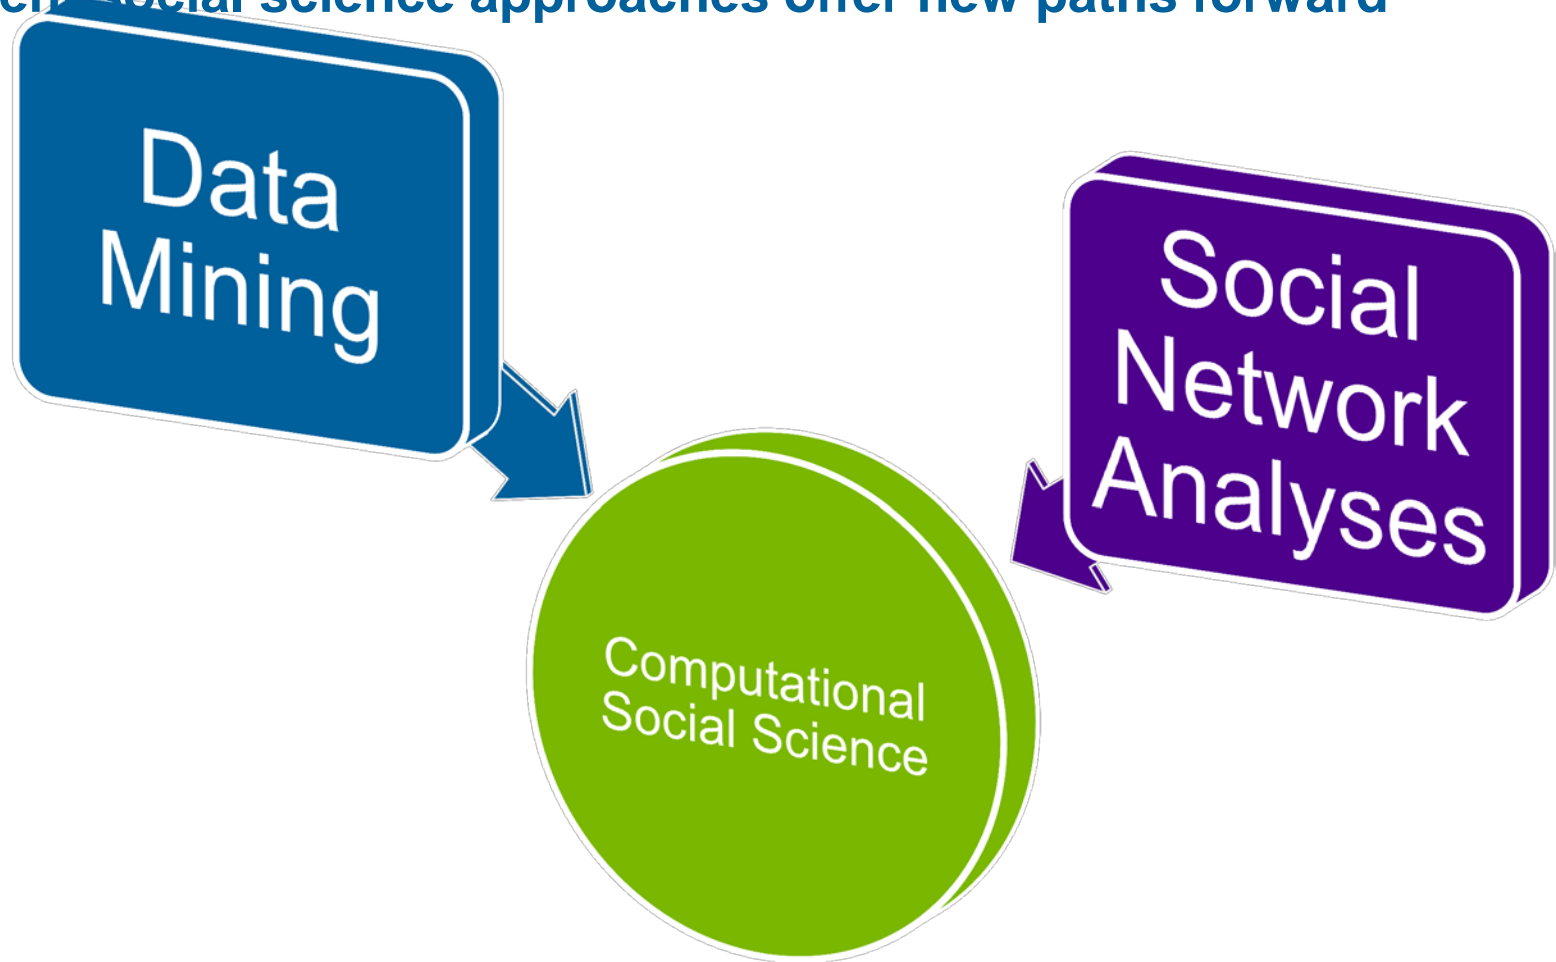 social science approaches offer new paths forward
Data
Mining
Social
Network
Analyses
Computational
Social Science